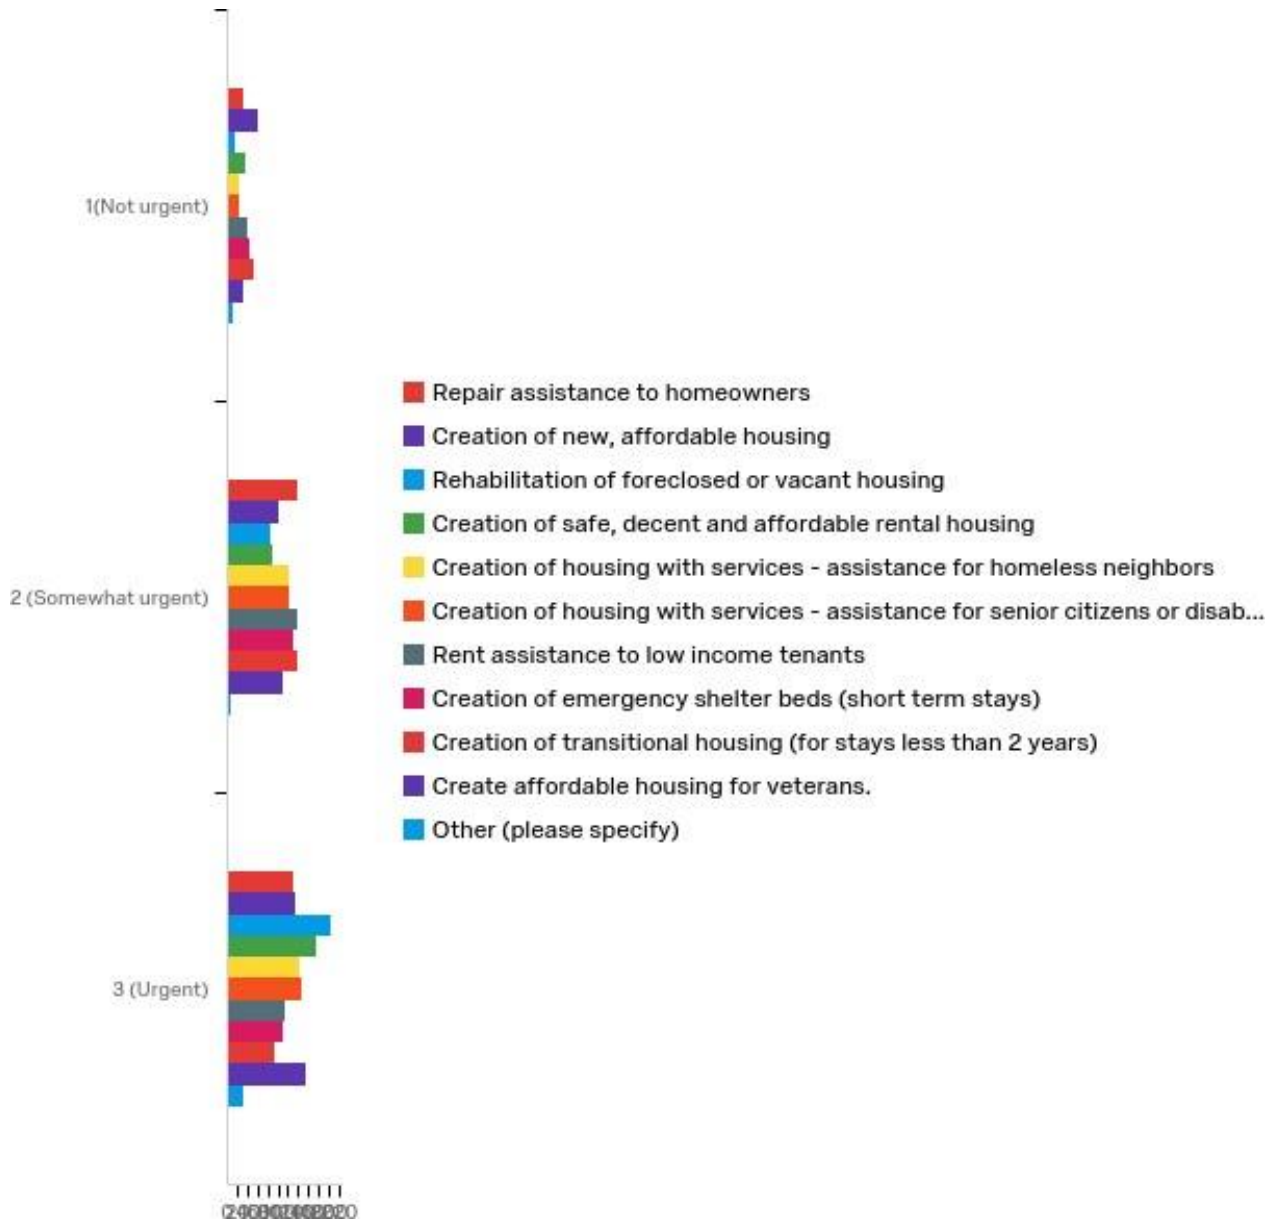 1(Not urgent)
Repair assistance to homeowners
Creation of new, affordable housing
Rehabilitation of foreclosed or vacant housing
Creation of safe, decent and affordable rental housing
Creation of housing with services - assistance for homeless neighbors
2 (Somewhat urgent)
Creation of housing with services - assistance for senior citizens or disab...
Rent assistance to low income tenants
Creation of emergency shelter beds (short term stays)
Creation of transitional housing (for stays less than 2 years)
Create affordable housing for veterans.
Other (please specify)
3 (Urgent)